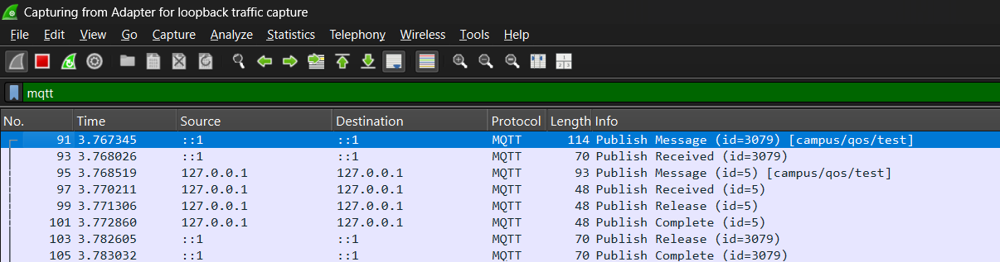 Capturing from Adapter for loopback traffic capture
File Edit View Go Capture Analyze Statistics Telephony Wireless Tools Help
mqtt
No. Time Source Destination Protocol Length Info
91 3.767345 ::1 ::1 MQTT 114 Publish Message (id=3079) [campus/qos/test]
93 3.768026 ::1 ::1 MQTT 70 Publish Received (id=3079)
95 3.768519 127.0.0.1 127.0.0.1 MQTT 93 Publish Message (id=5) [campus/qos/test]
97 3.770211 127.0.0.1 127.0.0.1 MQTT 48 Publish Received (id=5)
99 3.771306 127.0.0.1 127.0.0.1 MQTT 48 Publish Release (id=5)
101 3.772860 127.0.0.1 127.0.0.1 MQTT 48 Publish Complete (id=5)
103 3.782605 ::1 ::1 MQTT 70 Publish Release (id=3079)
105 3.783032 ::1 ::1 MQTT 70 Publish Complete (id=3079)